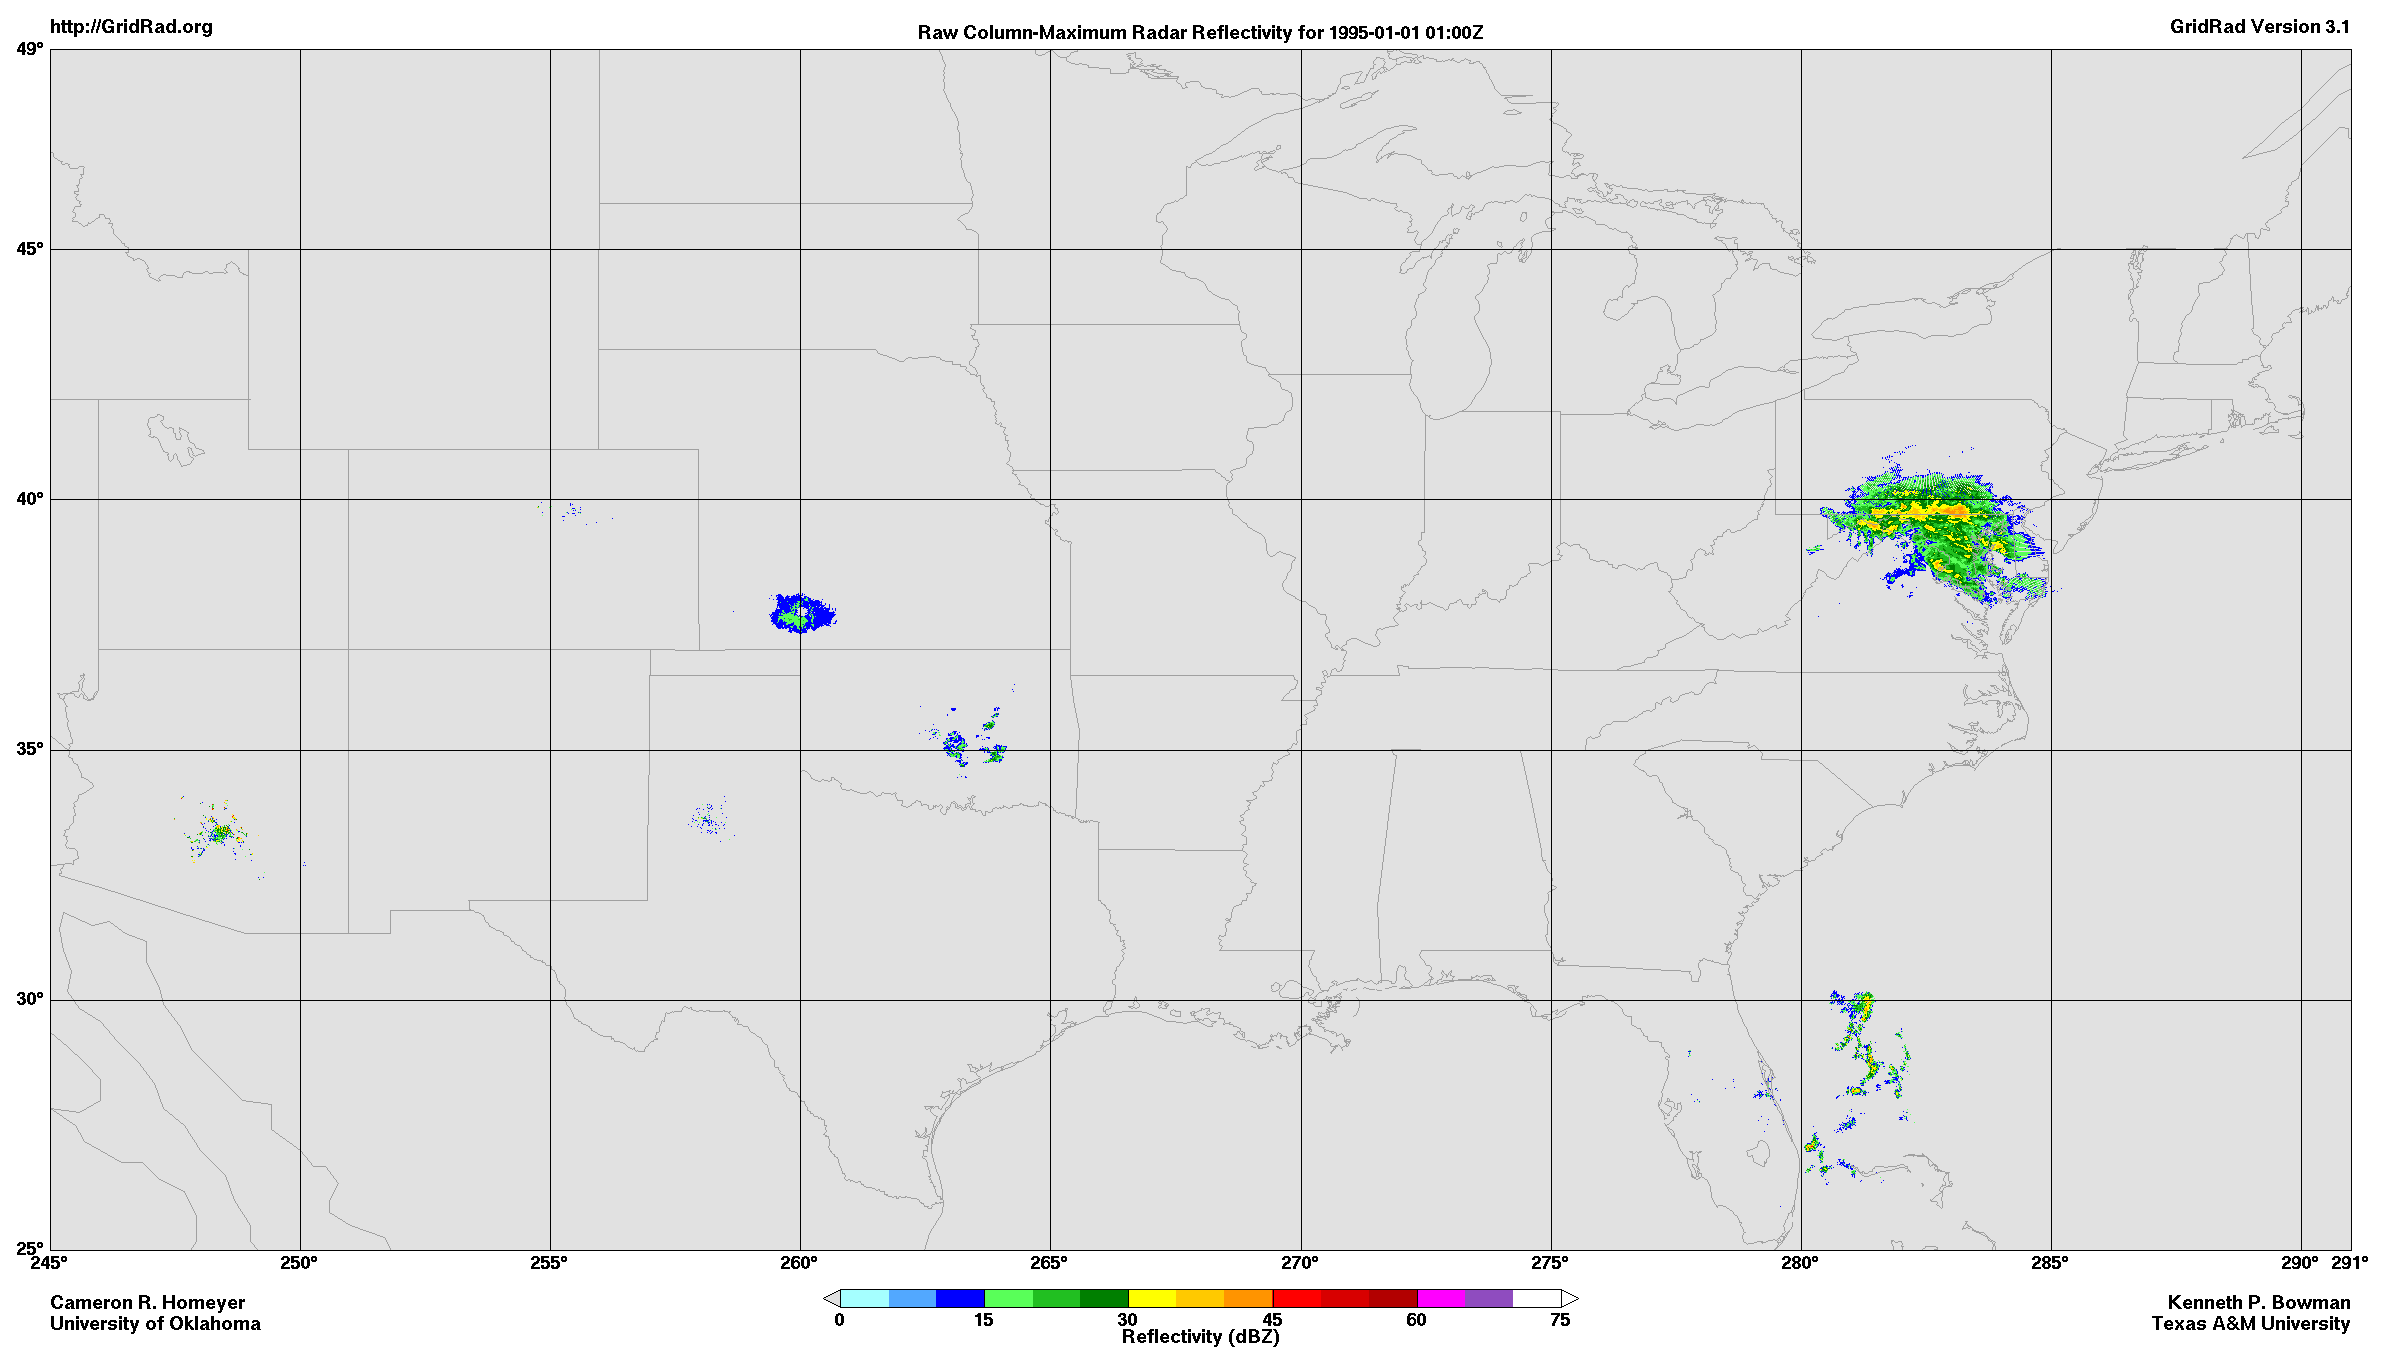 http://GridRad.org
Raw Column-Maximum Radar Reflectivity for 1995-01-01 01:00Z
GridRad Version 3.1
49°
45°
40°
35°
30°
25°
245° 250° 255° 260° 265° 270° 275° 280° 285° 290° 291°
Cameron R. Homeyer
University of Oklahoma
0 15 30 45 60 75
Reflectivity (dBZ)
Kenneth P. Bowman
Texas A&M University